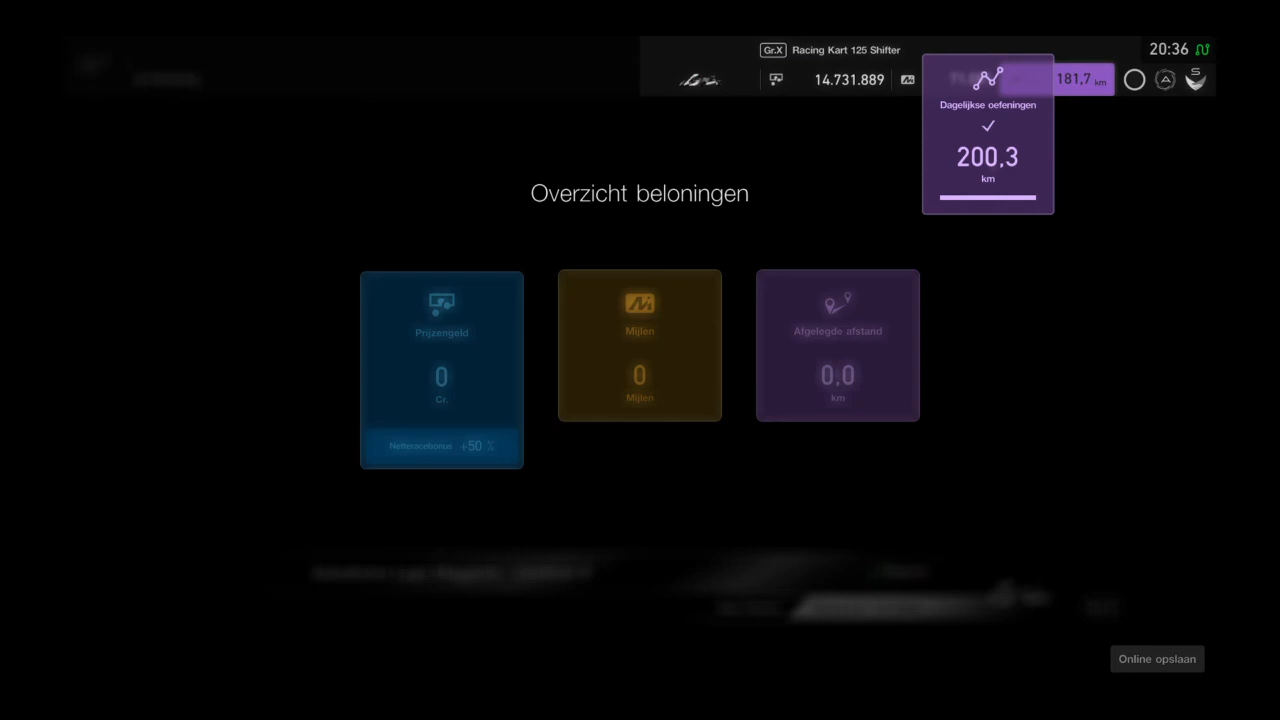 Gr.X Racing Kart 125 Shifter
20:36
14.731.889
181,7 km
Dagelijkse oefeningen
200,3
km
Overzicht beloningen
Prijzengeld
0
Cr.
Netteracebonus +50 %
Mijlen
0
Mijlen
Afgelegde afstand
0,0
km
Online opslaan